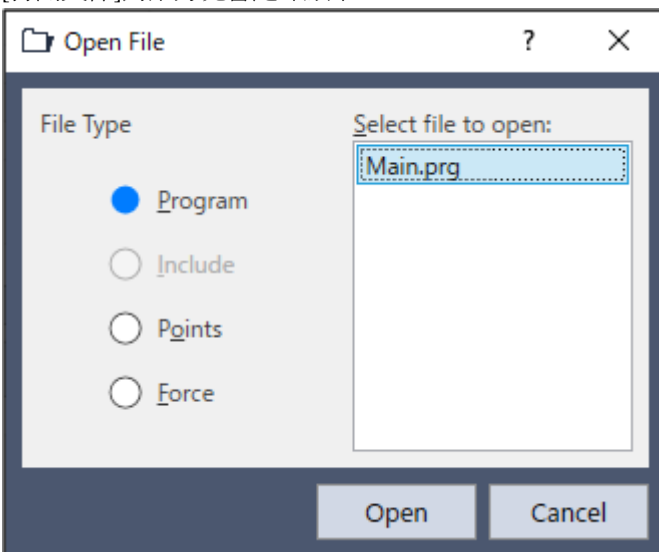 Open File
?
File Type
Select file to open:
Main.prg
Program
Include
Points
Force
Open
Cancel